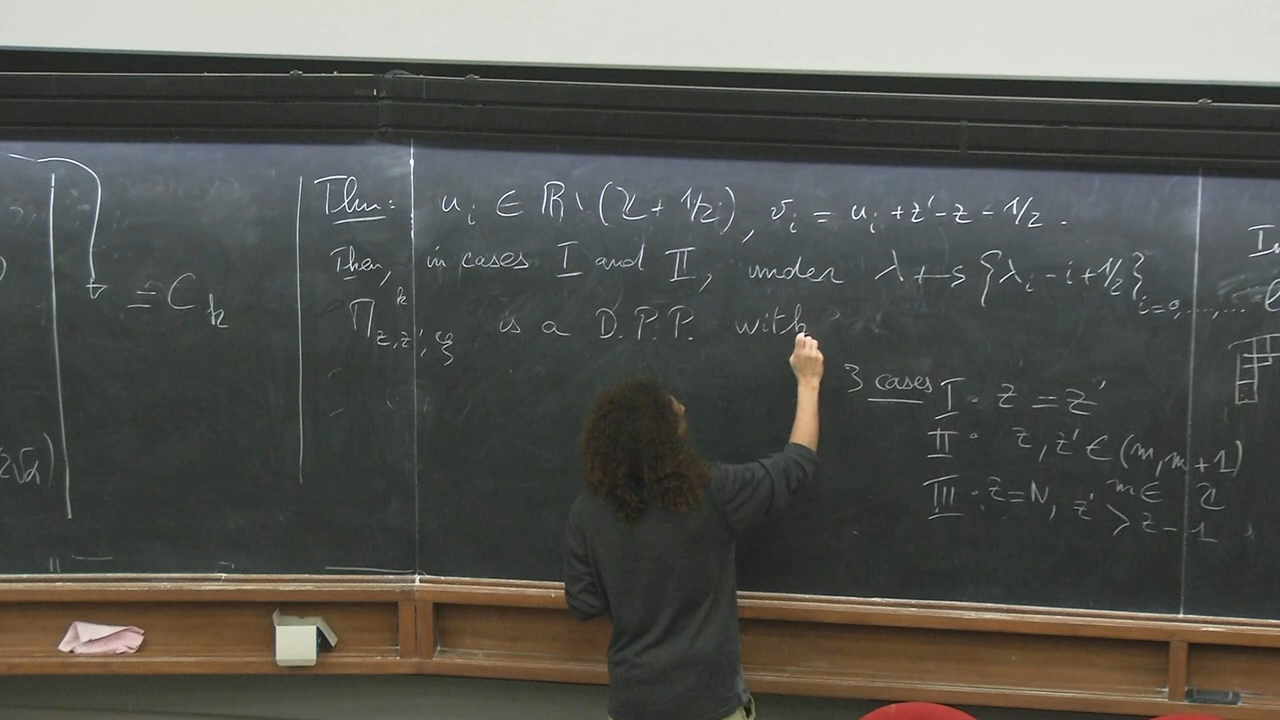 = C_k
Thm: u_i ∈ ℝ \ (ℤ + 1/2), v_i = u_i + z' - z - 1/2.
Then, in cases I and II, under λ ↦ {λ_i - i + 1/2}_{i=0,......}
Π^k_{z,z',ξ} is a D.P.P. with
3 cases I. z = z'
II. z, z' ∈ (m, m+1)
m ∈ ℤ
III. z = N, z' > z - 1